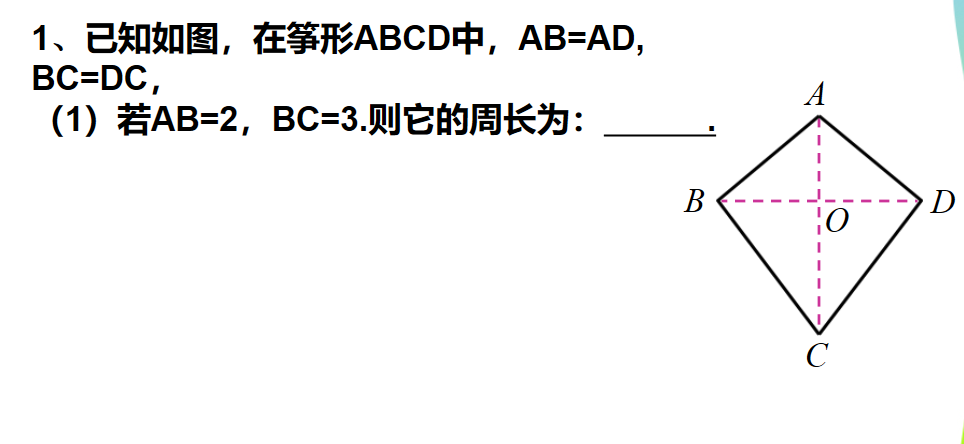 1、已知如图，在筝形ABCD中，AB=AD,
BC=DC，
（1）若AB=2，BC=3.则它的周长为：______.
A
B
D
O
C